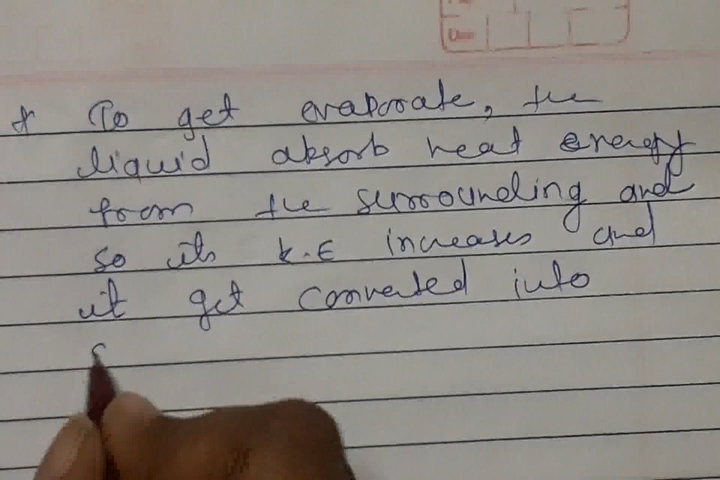 * To get evaporate, the
liquid absorb heat energy
from the surrounding and
so its k.E increases and
it get converted into